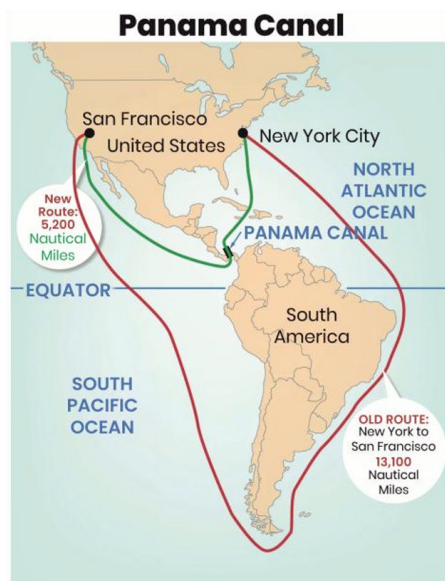 Panama Canal
San Francisco
United States
New York City
New
Route:
5,200
Nautical
Miles
NORTH
ATLANTIC
OCEAN
PANAMA CANAL
EQUATOR
South
America
SOUTH
PACIFIC
OCEAN
OLD ROUTE:
New York to
San Francisco
13,100
Nautical
Miles